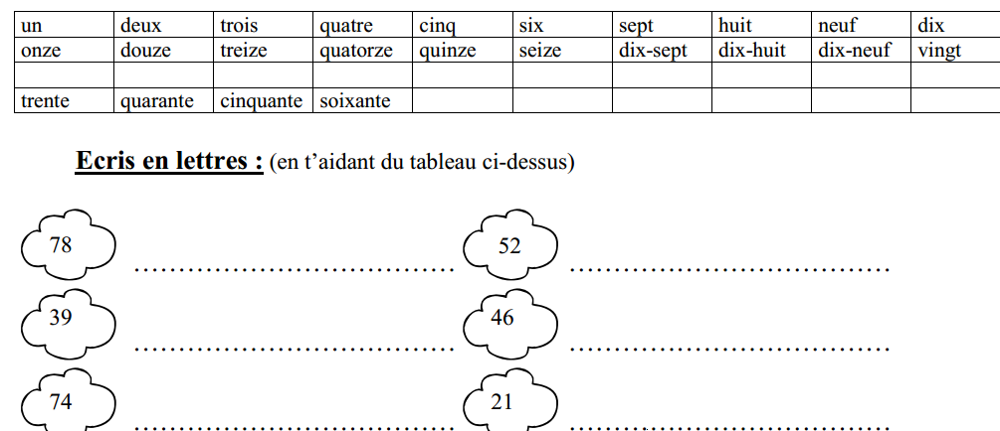 un deux trois quatre cinq six sept huit neuf dix
onze douze treize quatorze quinze seize dix-sept dix-huit dix-neuf vingt
trente quarante cinquante soixante
Ecris en lettres : (en t’aidant du tableau ci-dessus)
78 ………………………………… 52 …………………………………
39 ………………………………… 46 …………………………………
74 ………………………………… 21 …………………………………